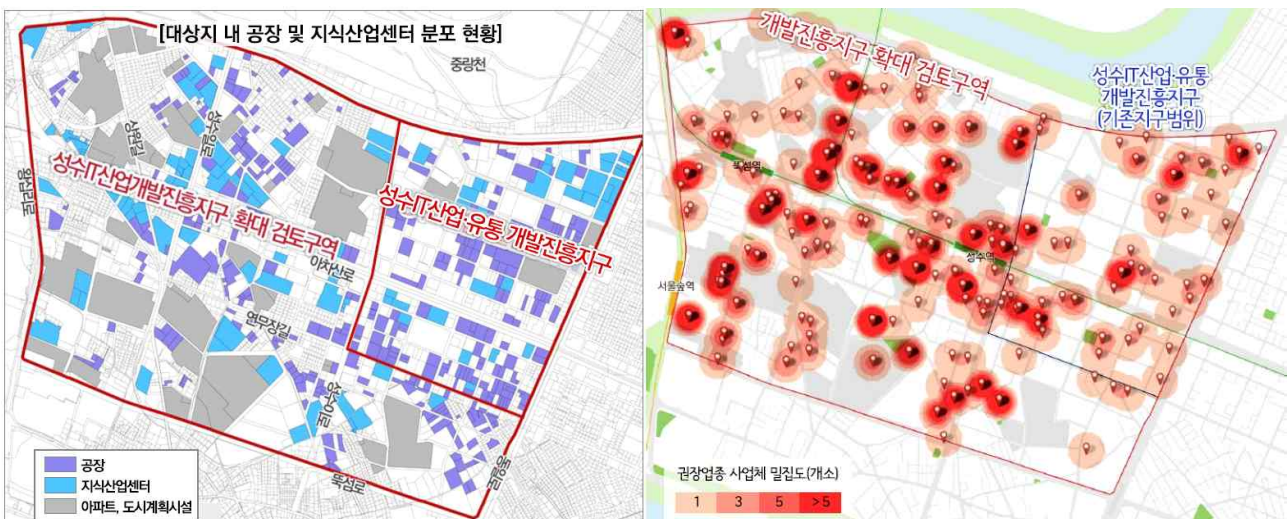 [대상지 내 공장 및 지식산업센터 분포 현황]
중랑천
상원길
성수일로
왕십리로
성수IT산업개발진흥지구 확대 검토구역
성수IT산업·유통 개발진흥지구
아차산로
연무장길
성수이로
뚝섬로
동일로
공장
지식산업센터
아파트, 도시계획시설
개발진흥지구 확대 검토구역
성수IT산업·유통
개발진흥지구
(기존지구범위)
뚝섬역
성수역
서울숲역
권장업종 사업체 밀집도(개소)
1 3 5 >5